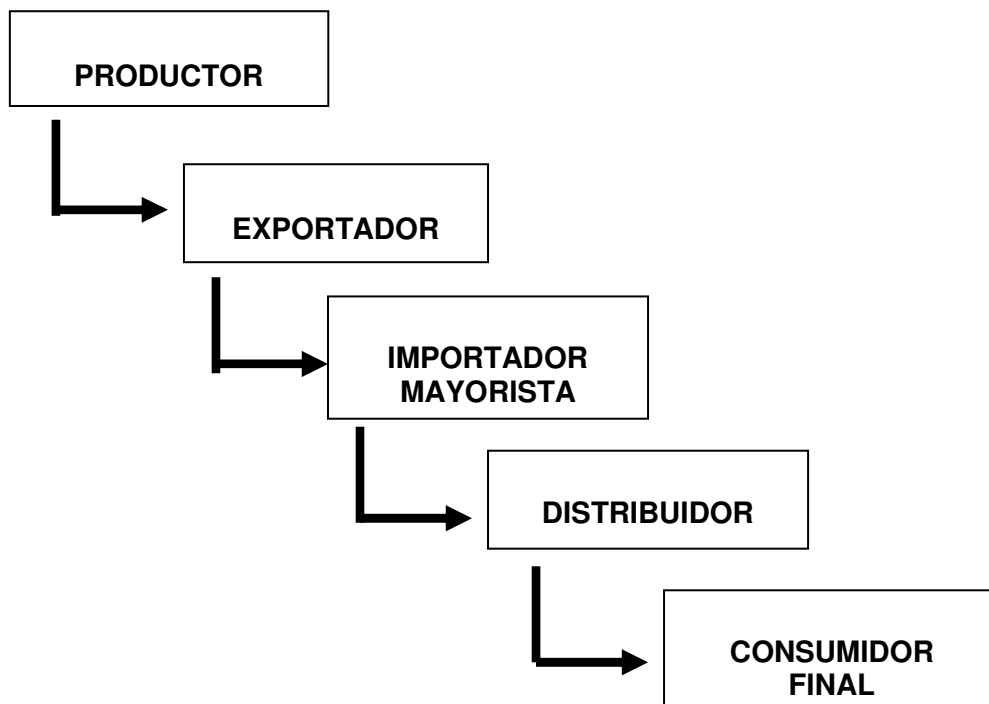 PRODUCTOR
EXPORTADOR
IMPORTADOR
MAYORISTA
DISTRIBUIDOR
CONSUMIDOR
FINAL